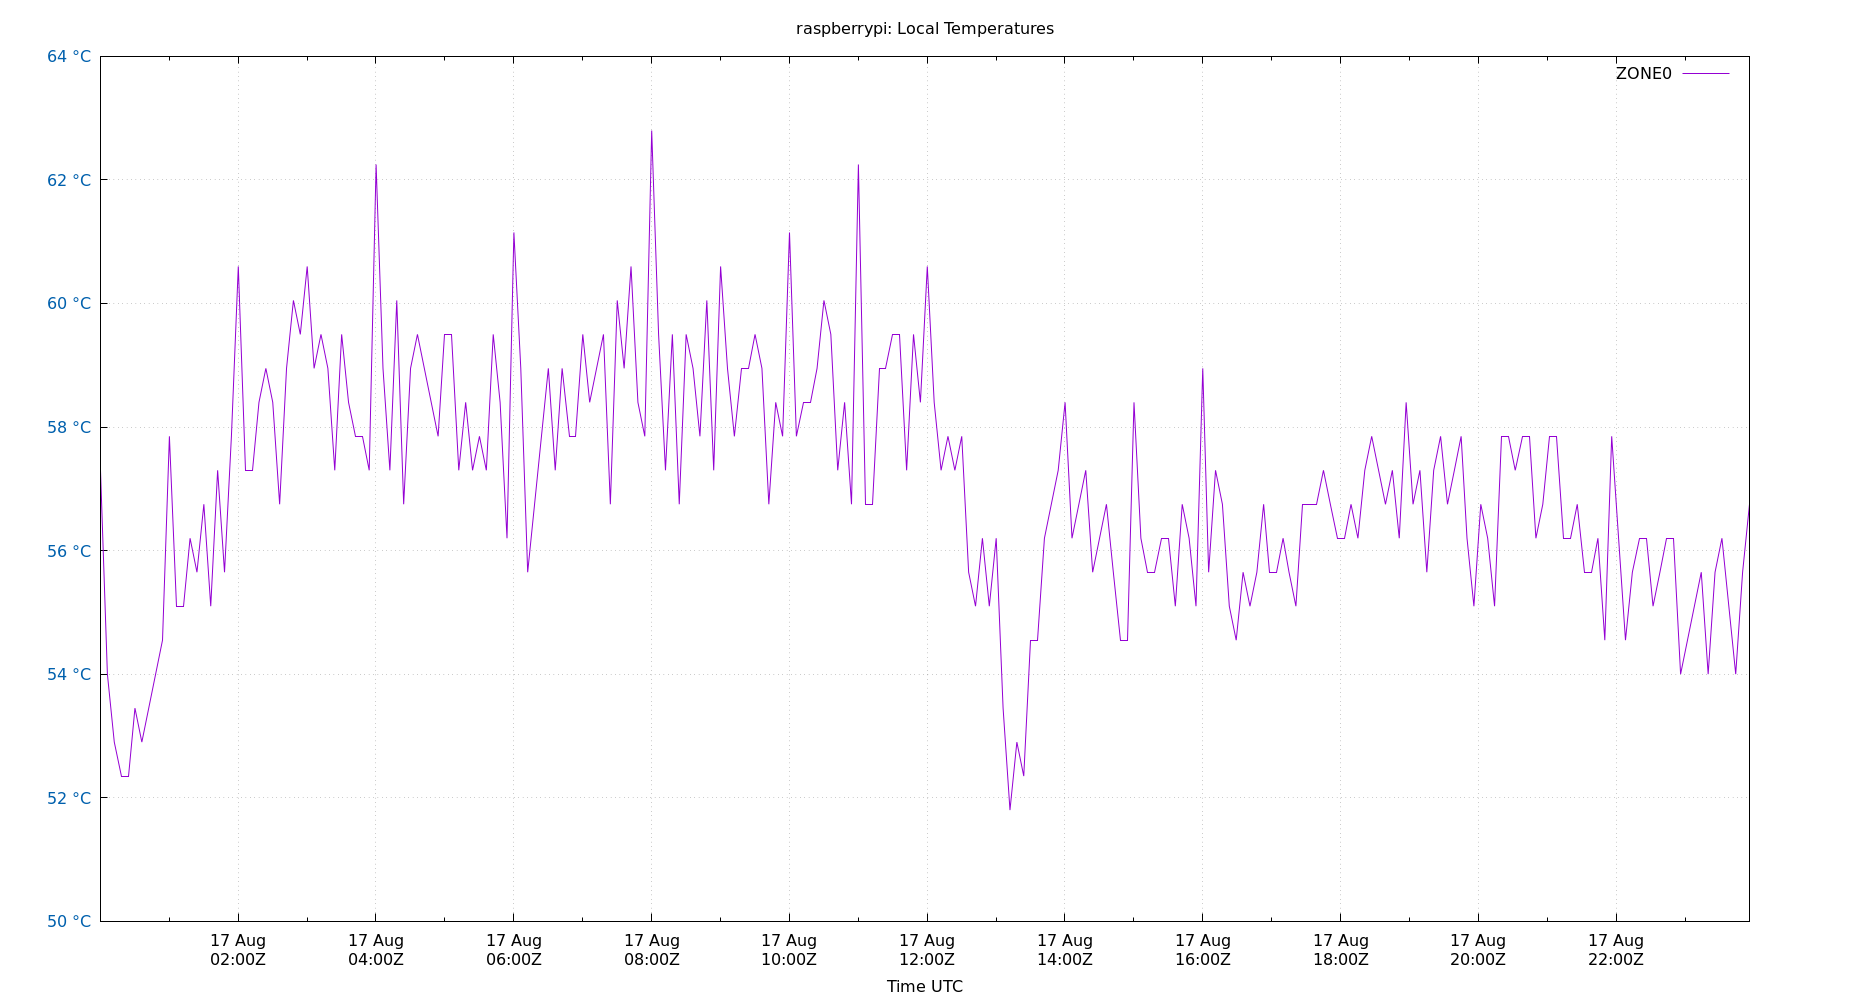 raspberrypi: Local Temperatures
64 °C
ZONE0
62 °C
60 °C
58 °C
56 °C
54 °C
52 °C
50 °C
17 Aug 17 Aug 17 Aug 17 Aug 17 Aug 17 Aug 17 Aug 17 Aug 17 Aug 17 Aug 17 Aug
02:00Z 04:00Z 06:00Z 08:00Z 10:00Z 12:00Z 14:00Z 16:00Z 18:00Z 20:00Z 22:00Z
Time UTC